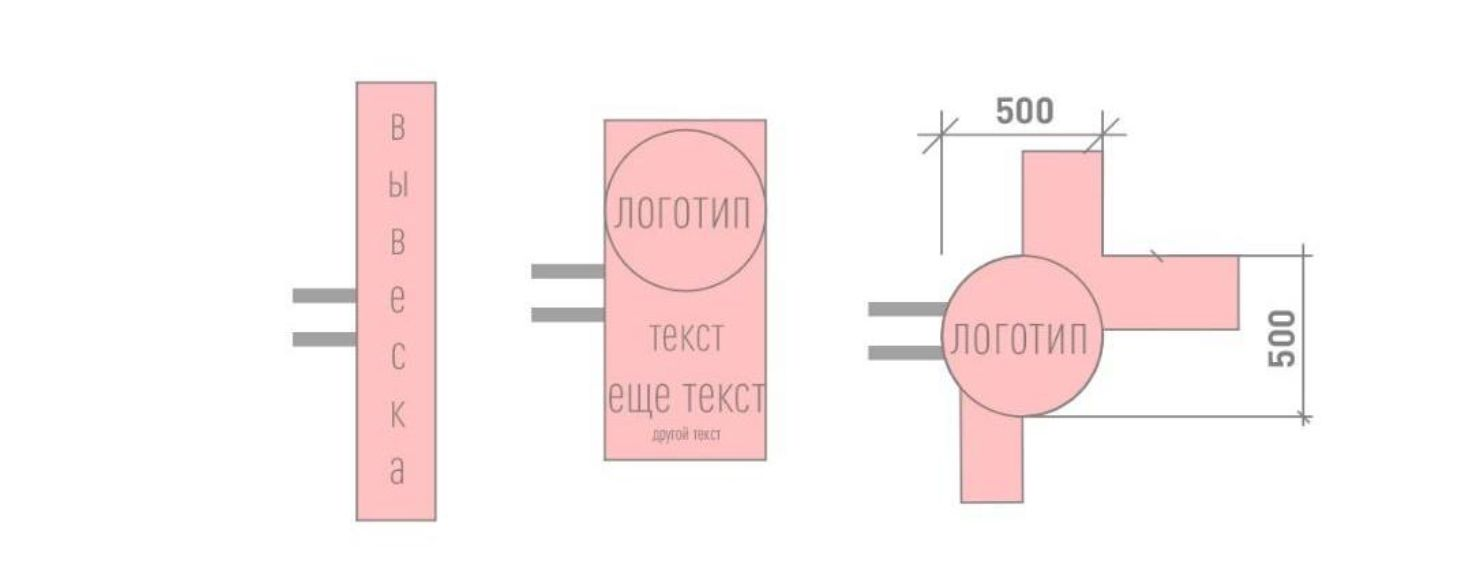 В
Ы
В
е
С
К
а
ЛОГОТИП
текст
еще текст
другой текст
500
ЛОГОТИП
500